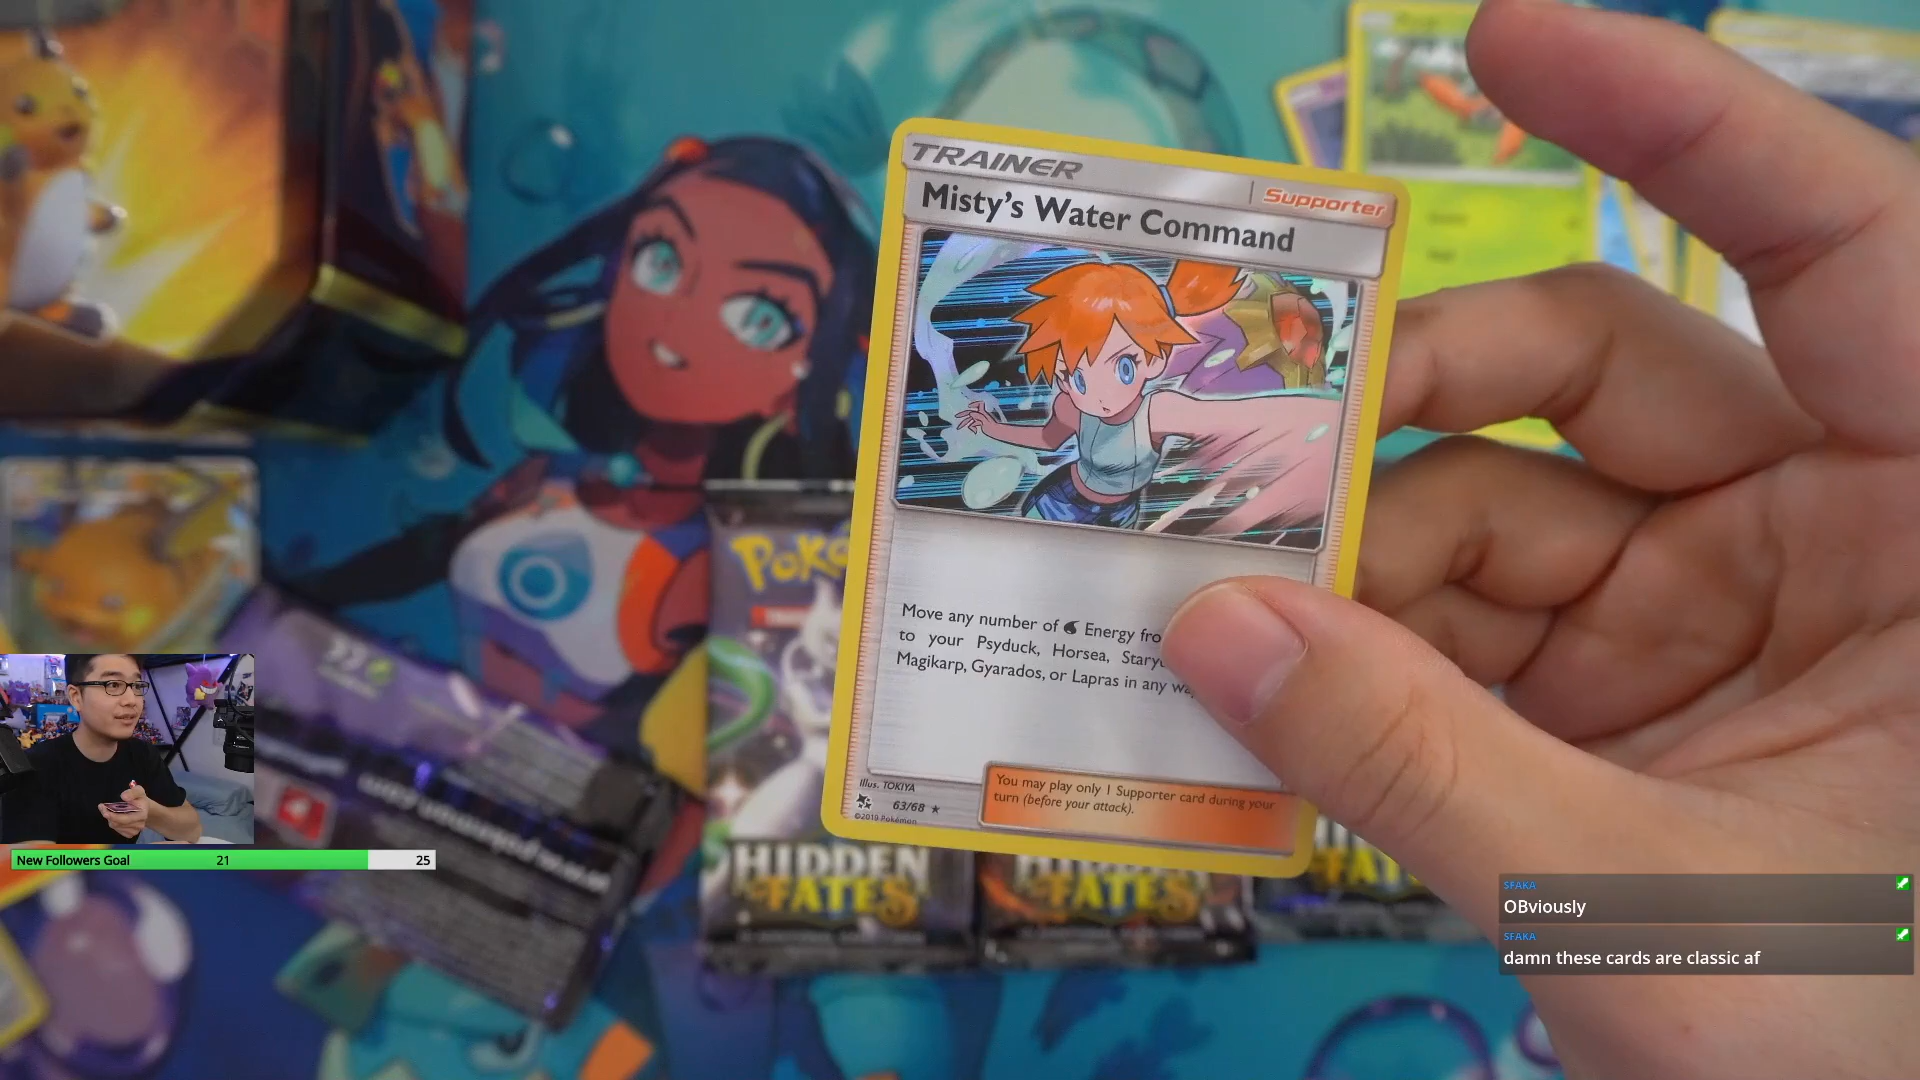 TRAINER
Supporter
Misty's Water Command
Move any number of Energy fro
to your Psyduck, Horsea, Staryu
Magikarp, Gyarados, or Lapras in any wa
Illus. TOKIYA
63/68
©2019 Pokémon
You may play only 1 Supporter card during your
turn (before your attack).
POKÉ
HIDDEN
FATES
HIDDEN
FATES
FATES
New Followers Goal 21 25
SFAKA
OBviously
SFAKA
damn these cards are classic af